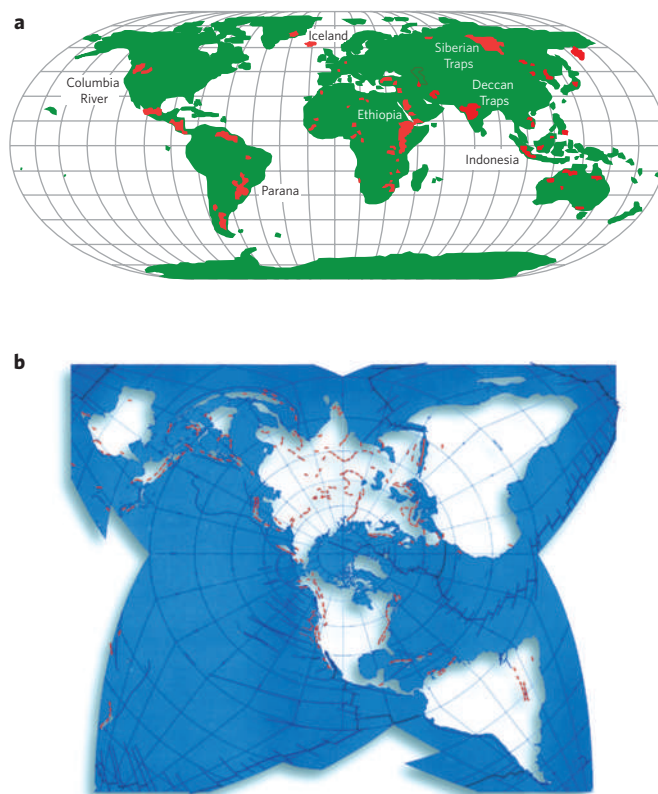 a
Iceland
Siberian
Traps
Columbia
River
Deccan
Traps
Ethiopia
Indonesia
Parana
b